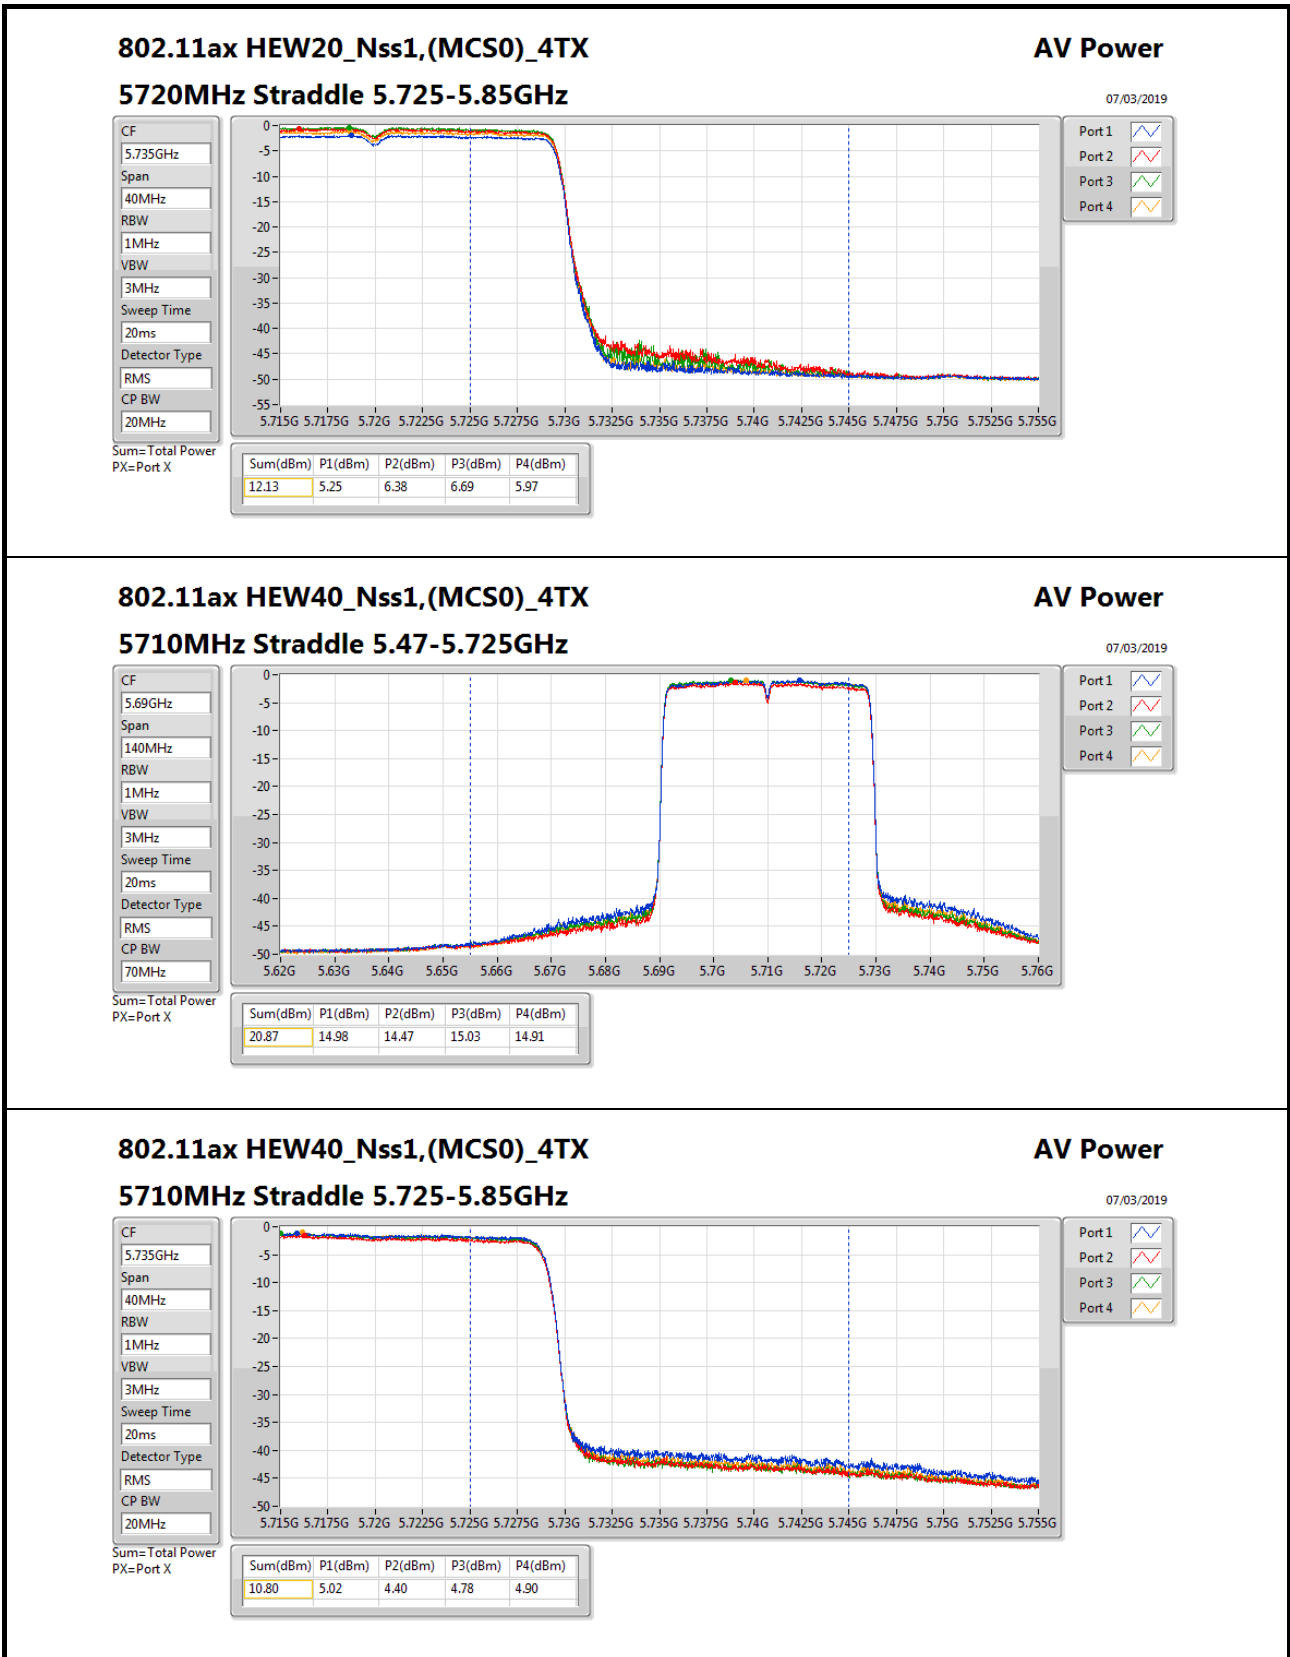 802.11ax HEW20_Nss1,(MCS0)_4TX AV Power
5720MHz Straddle 5.725-5.85GHz 07/03/2019
CF
5.735GHz
Span
40MHz
RBW
1MHz
VBW
3MHz
Sweep Time
20ms
Detector Type
RMS
CP BW
20MHz
Sum=Total Power
PX=Port X
0
-5
-10
-15
-20
-25
-30
-35
-40
-45
-50
-55
5.715G 5.7175G 5.72G 5.7225G 5.725G 5.7275G 5.73G 5.7325G 5.735G 5.7375G 5.74G 5.7425G 5.745G 5.7475G 5.75G 5.7525G 5.755G
Port 1
Port 2
Port 3
Port 4
Sum(dBm) P1(dBm) P2(dBm) P3(dBm) P4(dBm)
12.13 5.25 6.38 6.69 5.97
802.11ax HEW40_Nss1,(MCS0)_4TX AV Power
5710MHz Straddle 5.47-5.725GHz 07/03/2019
CF
5.69GHz
Span
140MHz
RBW
1MHz
VBW
3MHz
Sweep Time
20ms
Detector Type
RMS
CP BW
70MHz
Sum=Total Power
PX=Port X
0
-5
-10
-15
-20
-25
-30
-35
-40
-45
-50
5.62G 5.63G 5.64G 5.65G 5.66G 5.67G 5.68G 5.69G 5.7G 5.71G 5.72G 5.73G 5.74G 5.75G 5.76G
Port 1
Port 2
Port 3
Port 4
Sum(dBm) P1(dBm) P2(dBm) P3(dBm) P4(dBm)
20.87 14.98 14.47 15.03 14.91
802.11ax HEW40_Nss1,(MCS0)_4TX AV Power
5710MHz Straddle 5.725-5.85GHz 07/03/2019
CF
5.735GHz
Span
40MHz
RBW
1MHz
VBW
3MHz
Sweep Time
20ms
Detector Type
RMS
CP BW
20MHz
Sum=Total Power
PX=Port X
0
-5
-10
-15
-20
-25
-30
-35
-40
-45
-50
5.715G 5.7175G 5.72G 5.7225G 5.725G 5.7275G 5.73G 5.7325G 5.735G 5.7375G 5.74G 5.7425G 5.745G 5.7475G 5.75G 5.7525G 5.755G
Port 1
Port 2
Port 3
Port 4
Sum(dBm) P1(dBm) P2(dBm) P3(dBm) P4(dBm)
10.80 5.02 4.40 4.78 4.90